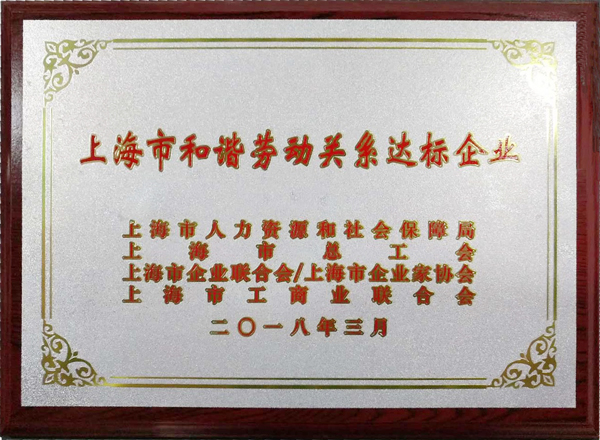 上海市和谐劳动关系达标企业
上海市人力资源和社会保障局
上海市总工会
上海市企业联合会/上海市企业家协会
上海市工商业联合会
二〇一八年三月